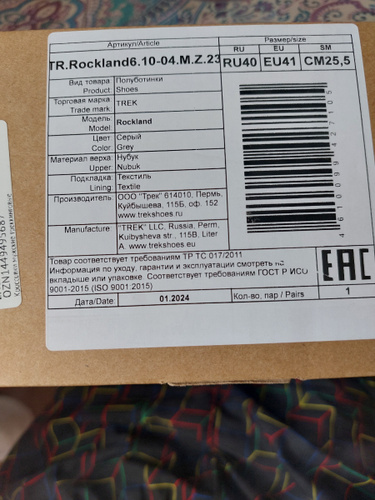 Артикул/Article
Размер/size
TR.Rockland6.10-04.M.Z.23
RU EU SM
RU40 EU41 CM25,5
Вид товара Полуботинки
Product: Shoes
Торговая марка TREK
Trade mark:
Модель Rockland
Model:
Цвет Серый
Color Grey
Материал верха Нубук
Upper: Nubuk
Подкладка: Текстиль
Lining: Textile
Производитель ООО "Трек" 614010, Пермь,
Куйбышева, 115Б, оф. 152
www.trekshoes.ru
Manufacture "TREK" LLC, Russia, Perm,
Kuibysheva str., 115B, Liter
A www.trekshoes.eu
Товар соответствует требованиям ТР ТС 017/2011
Информация по уходу, гарантии и эксплуатации смотреть на
вкладыше или упаковке. Соответствует требованиям ГОСТ Р ИСО
9001-2015 (ISO 9001:2015)
EAC
Дата/Date: 01.2024 Кол-во, пар / Pairs 1
OZN1449495687